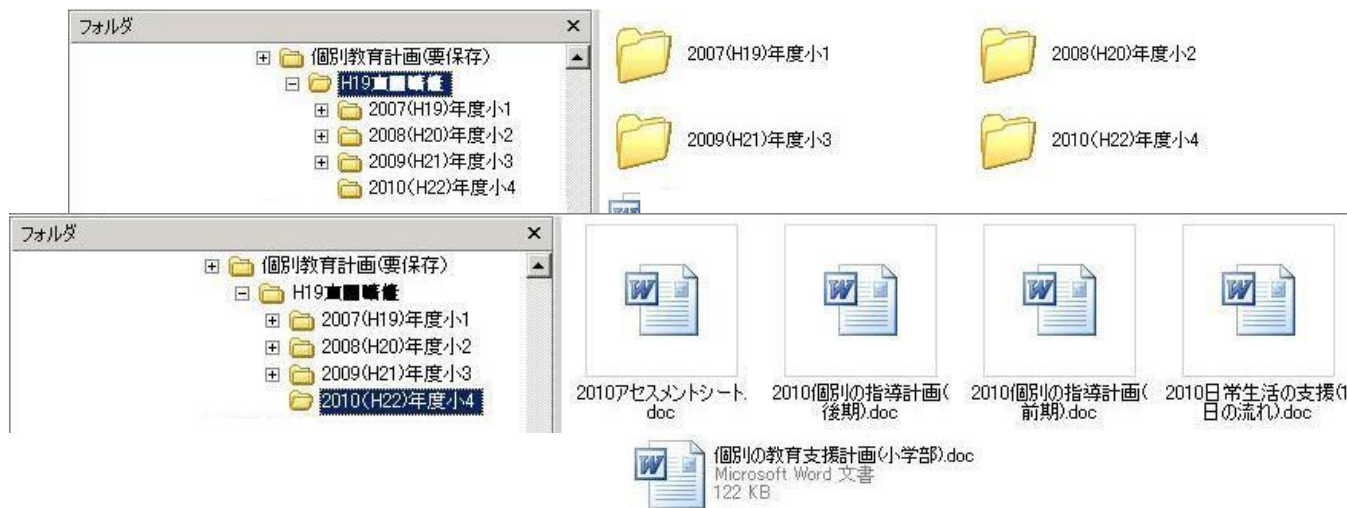 フォルダ
個別教育計画(要保存)
H19
2007(H19)年度小1
2008(H20)年度小2
2009(H21)年度小3
2010(H22)年度小4
2007(H19)年度小1
2008(H20)年度小2
2009(H21)年度小3
2010(H22)年度小4
フォルダ
個別教育計画(要保存)
H19
2007(H19)年度小1
2008(H20)年度小2
2009(H21)年度小3
2010(H22)年度小4
2010アセスメントシート.
doc
2010個別の指導計画(
後期).doc
2010個別の指導計画(
前期).doc
2010日常生活の支援(1
日の流れ).doc
個別の教育支援計画(小学部).doc
Microsoft Word 文書
122 KB